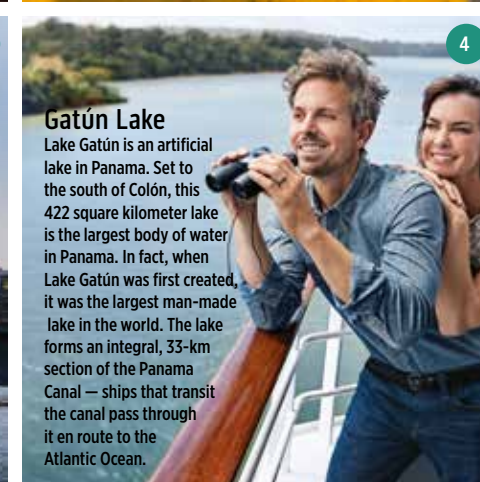 4
Gatún Lake
Lake Gatún is an artificial
lake in Panama. Set to
the south of Colón, this
422 square kilometer lake
is the largest body of water
in Panama. In fact, when
Lake Gatún was first created,
it was the largest man-made
lake in the world. The lake
forms an integral, 33-km
section of the Panama
Canal — ships that transit
the canal pass through
it en route to the
Atlantic Ocean.